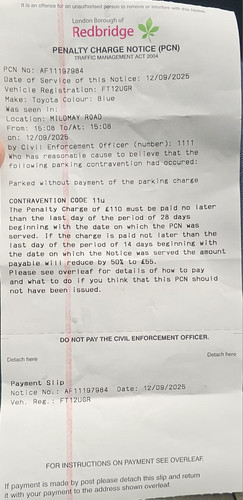 It is an offence for an unauthorised person to remove or interfere with this notice
London Borough of
Redbridge
PENALTY CHARGE NOTICE (PCN)
TRAFFIC MANAGEMENT ACT 2004
PCN No: AF11197984
Date of Service of this Notice: 12/09/2025
Vehicle Registration: FT12UGR
Make: Toyota Colour: Blue
Was seen in:
Location: MILDMAY ROAD
From: 15:08 To/At: 15:08
on: 12/09/2025
by Civil Enforcement Officer (number): 1111
Who has reasonable cause to believe that the
following parking contravention had occured:
Parked without payment of the parking charge
CONTRAVENTION CODE 11u
The Penalty Charge of £110 must be paid no later
than the last day of the period of 28 days
beginning with the date on which the PCN was
served. If the charge is paid not later than the
last day of the period of 14 days beginning with
the date on which the Notice was served the amount
payable will reduce by 50% to £55.
Please see overleaf for details of how to pay
and what to do if you think that this PCN should
not have been issued.
DO NOT PAY THE CIVIL ENFORCEMENT OFFICER.
Detach here Detach here
Payment Slip
Notice No.: AF11197984 Date: 12/09/2025
Veh. Reg.: FT12UGR
FOR INSTRUCTIONS ON PAYMENT SEE OVERLEAF.
If payment is made by post please detach this slip and return
it with your payment to the address shown overleaf.